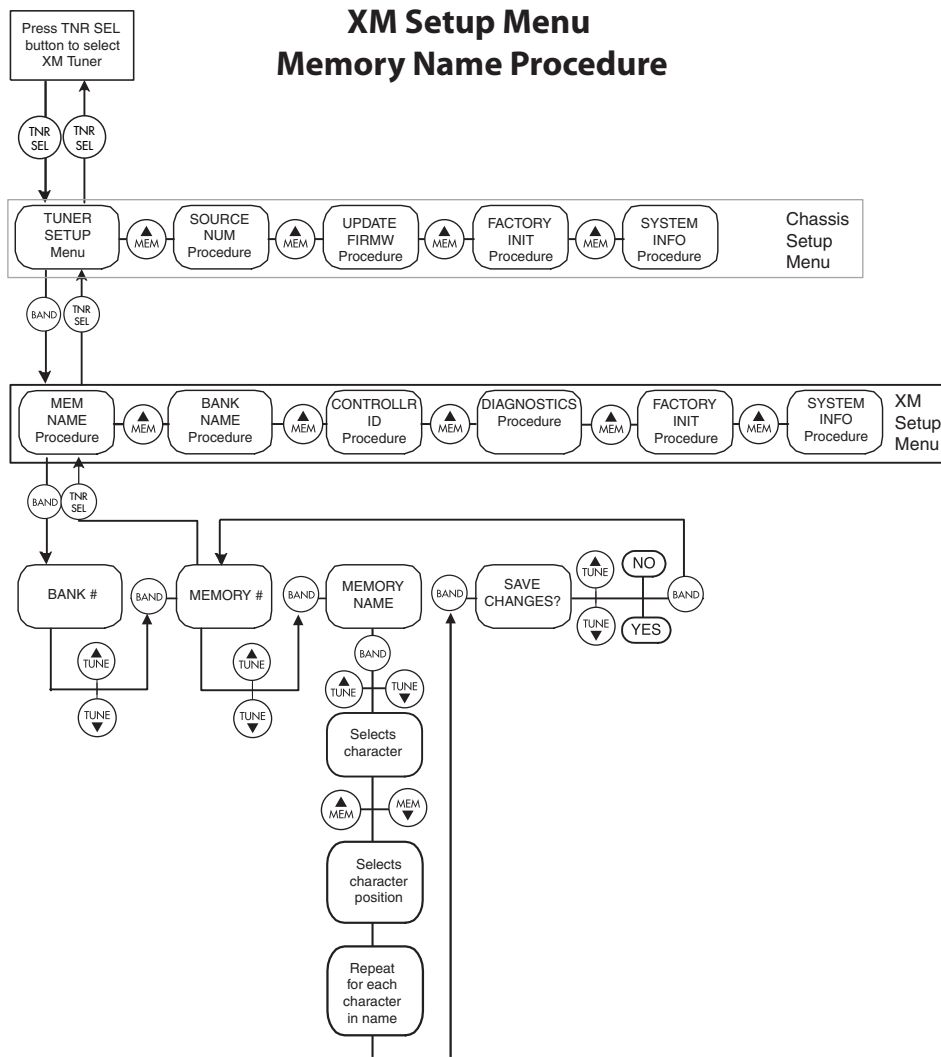 XM Setup Menu
Memory Name Procedure
Press TNR SEL
button to select
XM Tuner
TNR
SEL
TNR
SEL
TUNER
SETUP
Menu
MEM
SOURCE
NUM
Procedure
MEM
UPDATE
FIRMW
Procedure
MEM
FACTORY
INIT
Procedure
MEM
SYSTEM
INFO
Procedure
Chassis
Setup
Menu
BAND
TNR
SEL
MEM
NAME
Procedure
MEM
BANK
NAME
Procedure
MEM
CONTROLLR
ID
Procedure
MEM
DIAGNOSTICS
Procedure
MEM
FACTORY
INIT
Procedure
MEM
SYSTEM
INFO
Procedure
XM
Setup
Menu
BAND
TNR
SEL
BANK #
BAND
TUNE
TUNE
MEMORY #
BAND
TUNE
TUNE
MEMORY
NAME
BAND
TUNE
TUNE
Selects
character
MEM
MEM
Selects
character
position
Repeat
for each
character
in name
BAND
SAVE
CHANGES?
TUNE
TUNE
NO
YES
BAND